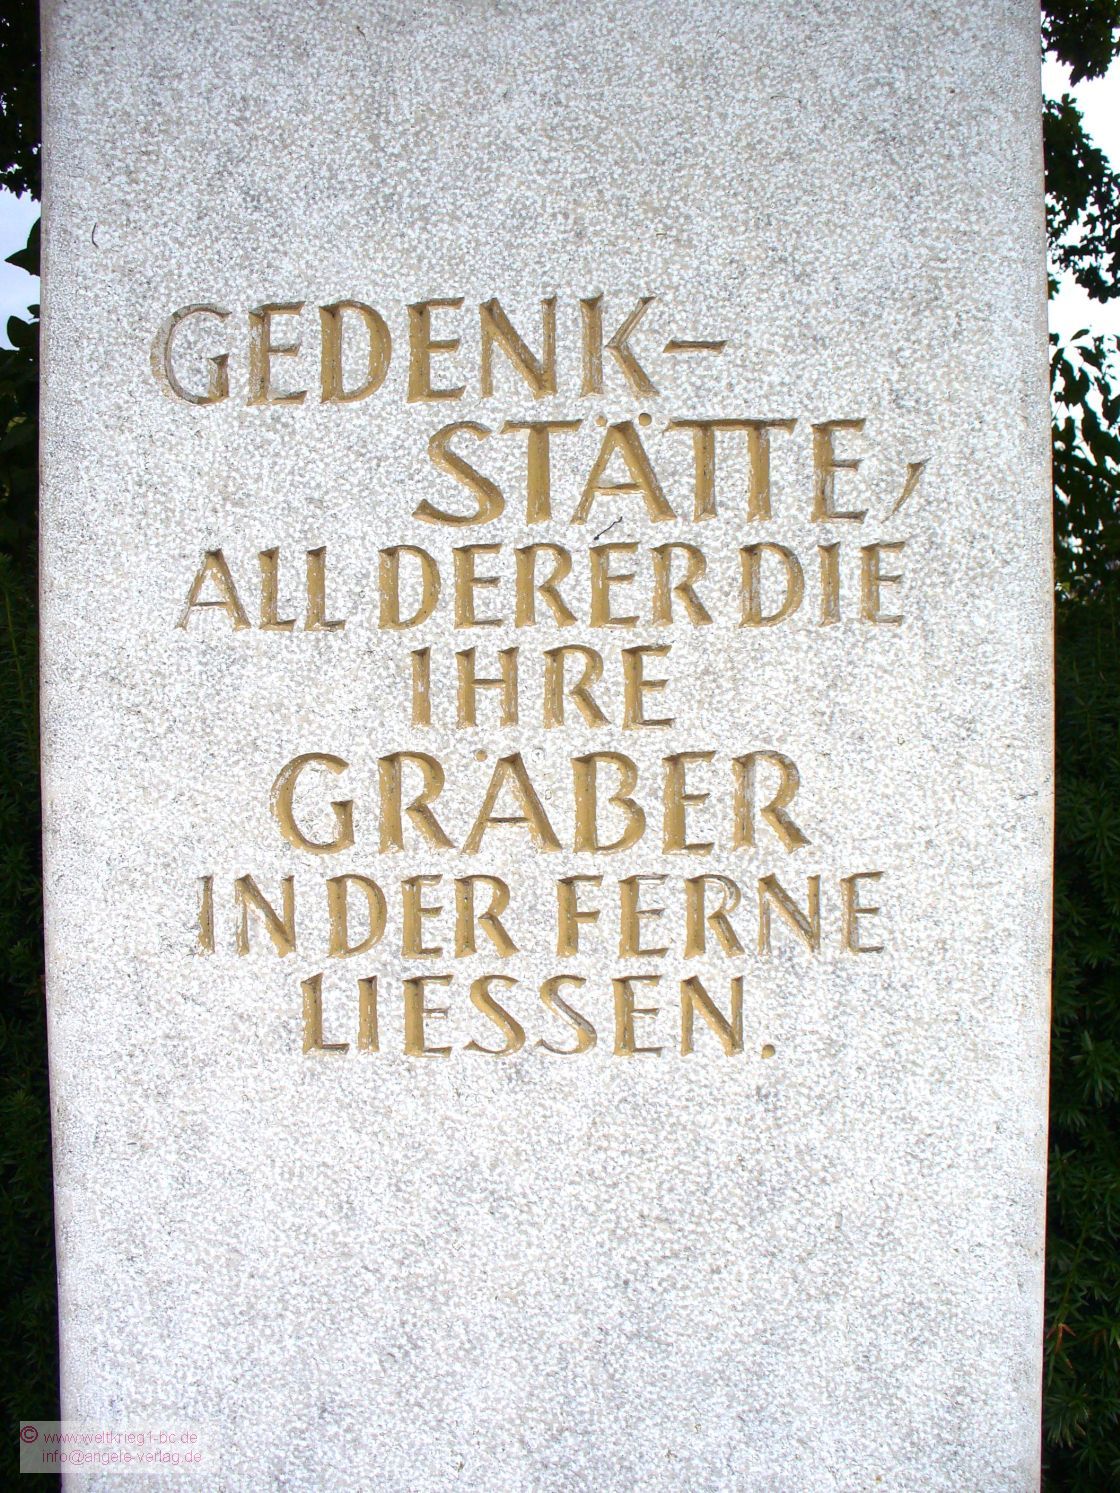 GEDENK-
STÄTTE,
ALL DERER DIE
IHRE
GRÄBER
IN DER FERNE
LIESSEN.
© www.weltkrieg1-bc.de
info@angele-verlag.de